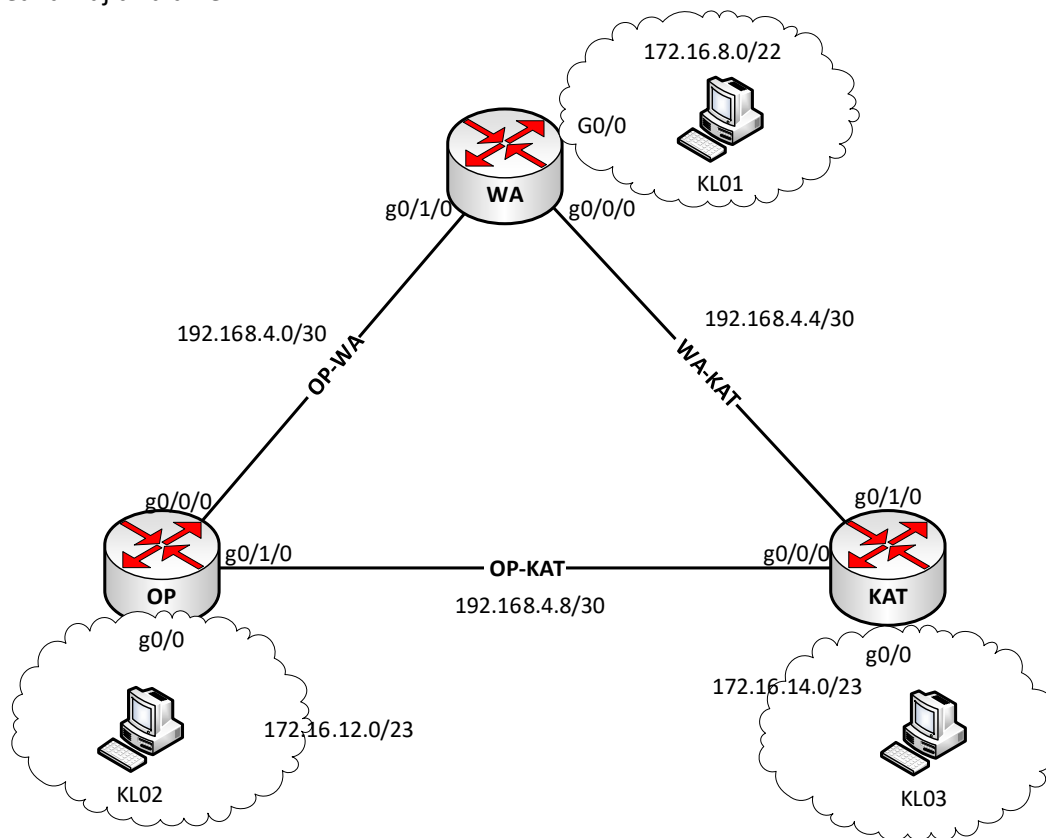 172.16.8.0/22
G0/0
KL01
WA
g0/1/0
g0/0/0
192.168.4.0/30
192.168.4.4/30
OP-WA
WA-KAT
g0/0/0
g0/1/0
g0/1/0
g0/0/0
OP-KAT
OP
KAT
192.168.4.8/30
g0/0
g0/0
172.16.14.0/23
172.16.12.0/23
KL02
KL03